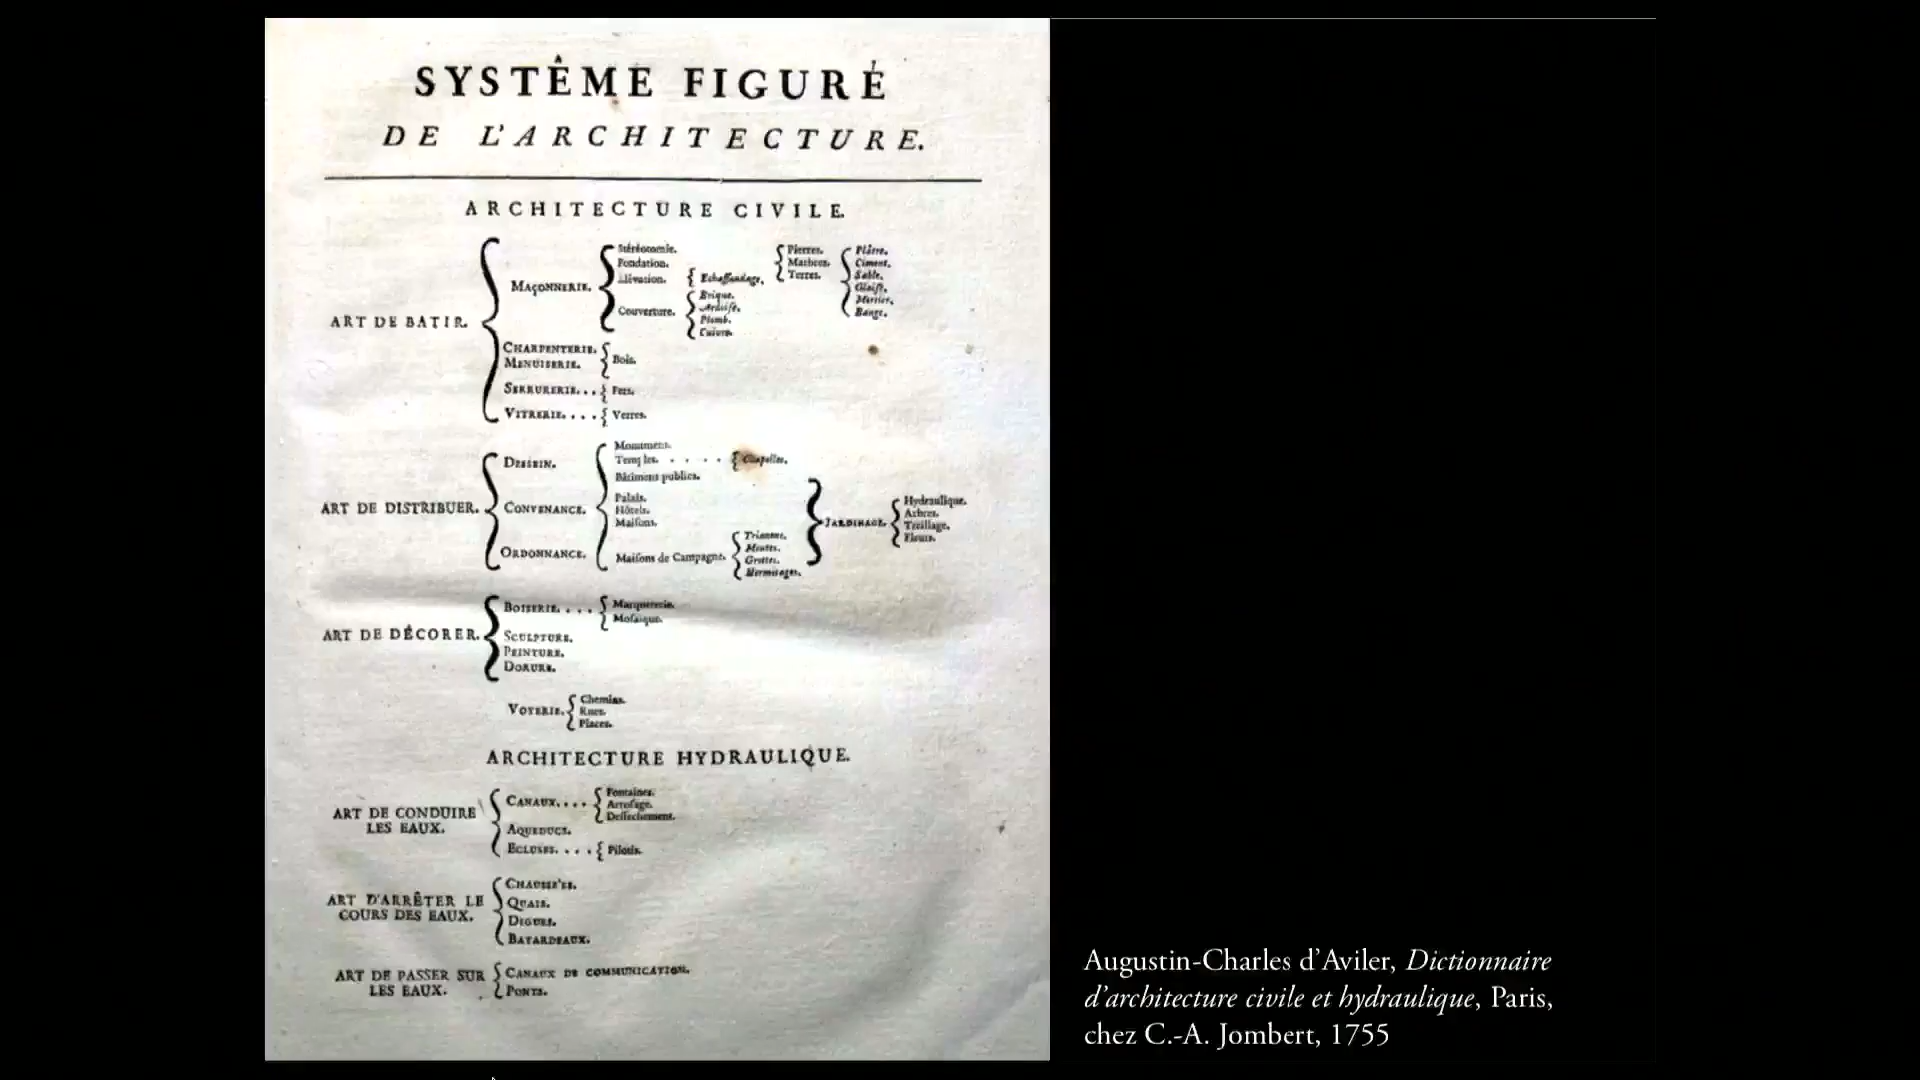 SYSTÊME FIGURÉ
DE L'ARCHITECTURE.
ARCHITECTURE CIVILE.
ART DE BATIR.
MAÇONNERIE.
Stéréotomie.
Fondation.
Élévation.
Echaffaudage.
Couverture.
Brique.
Ardoise.
Plomb.
Cuivre.
Pierres.
Marbres.
Terres.
Plâtre.
Ciment.
Sable.
Glaise.
Mortier.
Bauge.
CHARPENTERIE.
MENUISERIE.
Bois.
SERRURERIE...
Fers.
VITRERIE....
Verres.
ART DE DISTRIBUER.
DESSEIN.
CONVENANCE.
ORDONNANCE.
Monument.
Temples. . . . .
Chapelles.
Bâtimens publics.
Palais.
Hôtels.
Maisons.
Maisons de Campagne.
Trianons.
Grottes.
Hermitages.
JARDINAGE.
Hydraulique.
Arbres.
Treillage.
Fleurs.
ART DE DÉCORER.
BOISERIE....
Marqueterie.
Mosaïque.
SCULPTURE.
PEINTURE.
DORURE.
VOYERIE.
Chemins.
Rues.
Places.
ARCHITECTURE HYDRAULIQUE.
ART DE CONDUIRE
LES EAUX.
CANAUX....
Fontaines.
Arrosage.
Dessechement.
AQUEDUCS.
ECLUSES....
Pilotis.
ART D'ARRÊTER LE
COURS DES EAUX.
CHAUSSE'ES.
QUAIS.
DIGUES.
BATARDEAUX.
ART DE PASSER SUR
LES EAUX.
CANAUX DE COMMUNICATION.
PONTS.
Augustin-Charles d'Aviler, Dictionnaire
d'architecture civile et hydraulique, Paris,
chez C.-A. Jombert, 1755